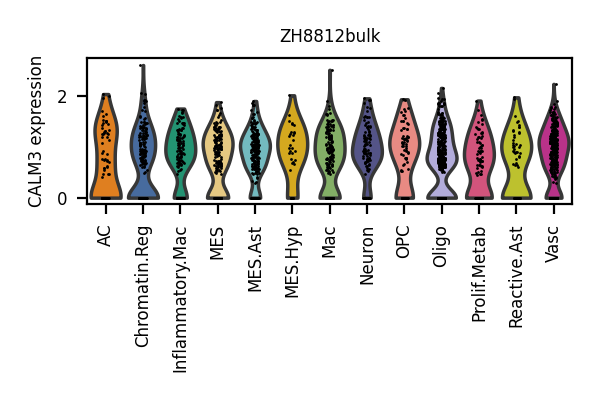 ZH8812bulk
CALM3 expression
2
0
AC
Chromatin.Reg
Inflammatory.Mac
MES
MES.Ast
MES.Hyp
Mac
Neuron
OPC
Oligo
Prolif.Metab
Reactive.Ast
Vasc